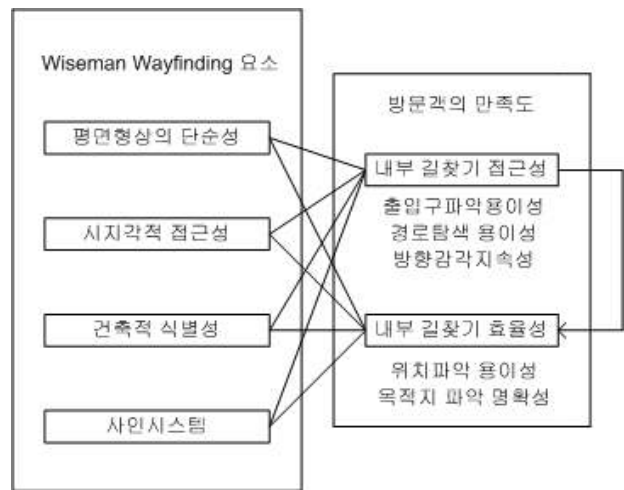 Wiseman Wayfinding 요소
평면형상의 단순성
시지각적 접근성
건축적 식별성
사인시스템
방문객의 만족도
내부 길찾기 접근성
출입구파악용이성
경로탐색 용이성
방향감각지속성
내부 길찾기 효율성
위치파악 용이성
목적지 파악 명확성